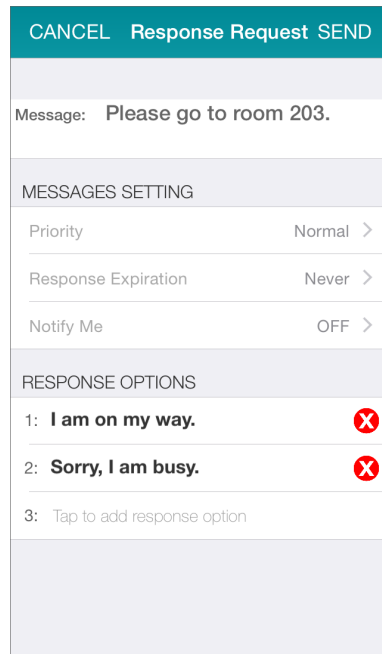 CANCEL Response Request SEND
Message: Please go to room 203.
MESSAGES SETTING
Priority Normal
Response Expiration Never
Notify Me OFF
RESPONSE OPTIONS
1: I am on my way. X
2: Sorry, I am busy. X
3: Tap to add response option